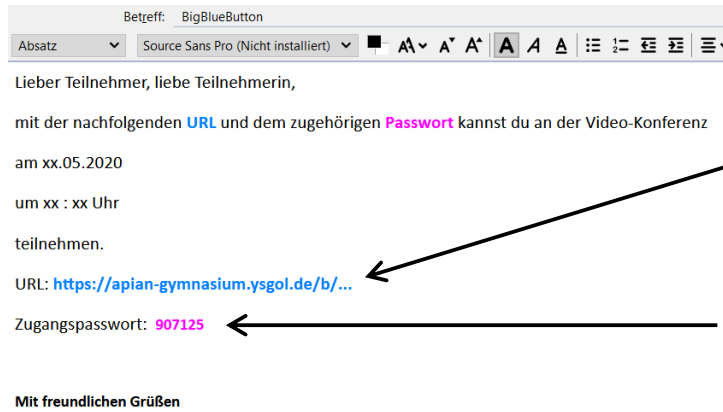 Betreff: BigBlueButton
Absatz Source Sans Pro (Nicht installiert)
Lieber Teilnehmer, liebe Teilnehmerin,
mit der nachfolgenden URL und dem zugehörigen Passwort kannst du an der Video-Konferenz
am xx.05.2020
um xx : xx Uhr
teilnehmen.
URL: https://apian-gymnasium.ysgol.de/b/...
Zugangspasswort: 907125
Mit freundlichen Grüßen